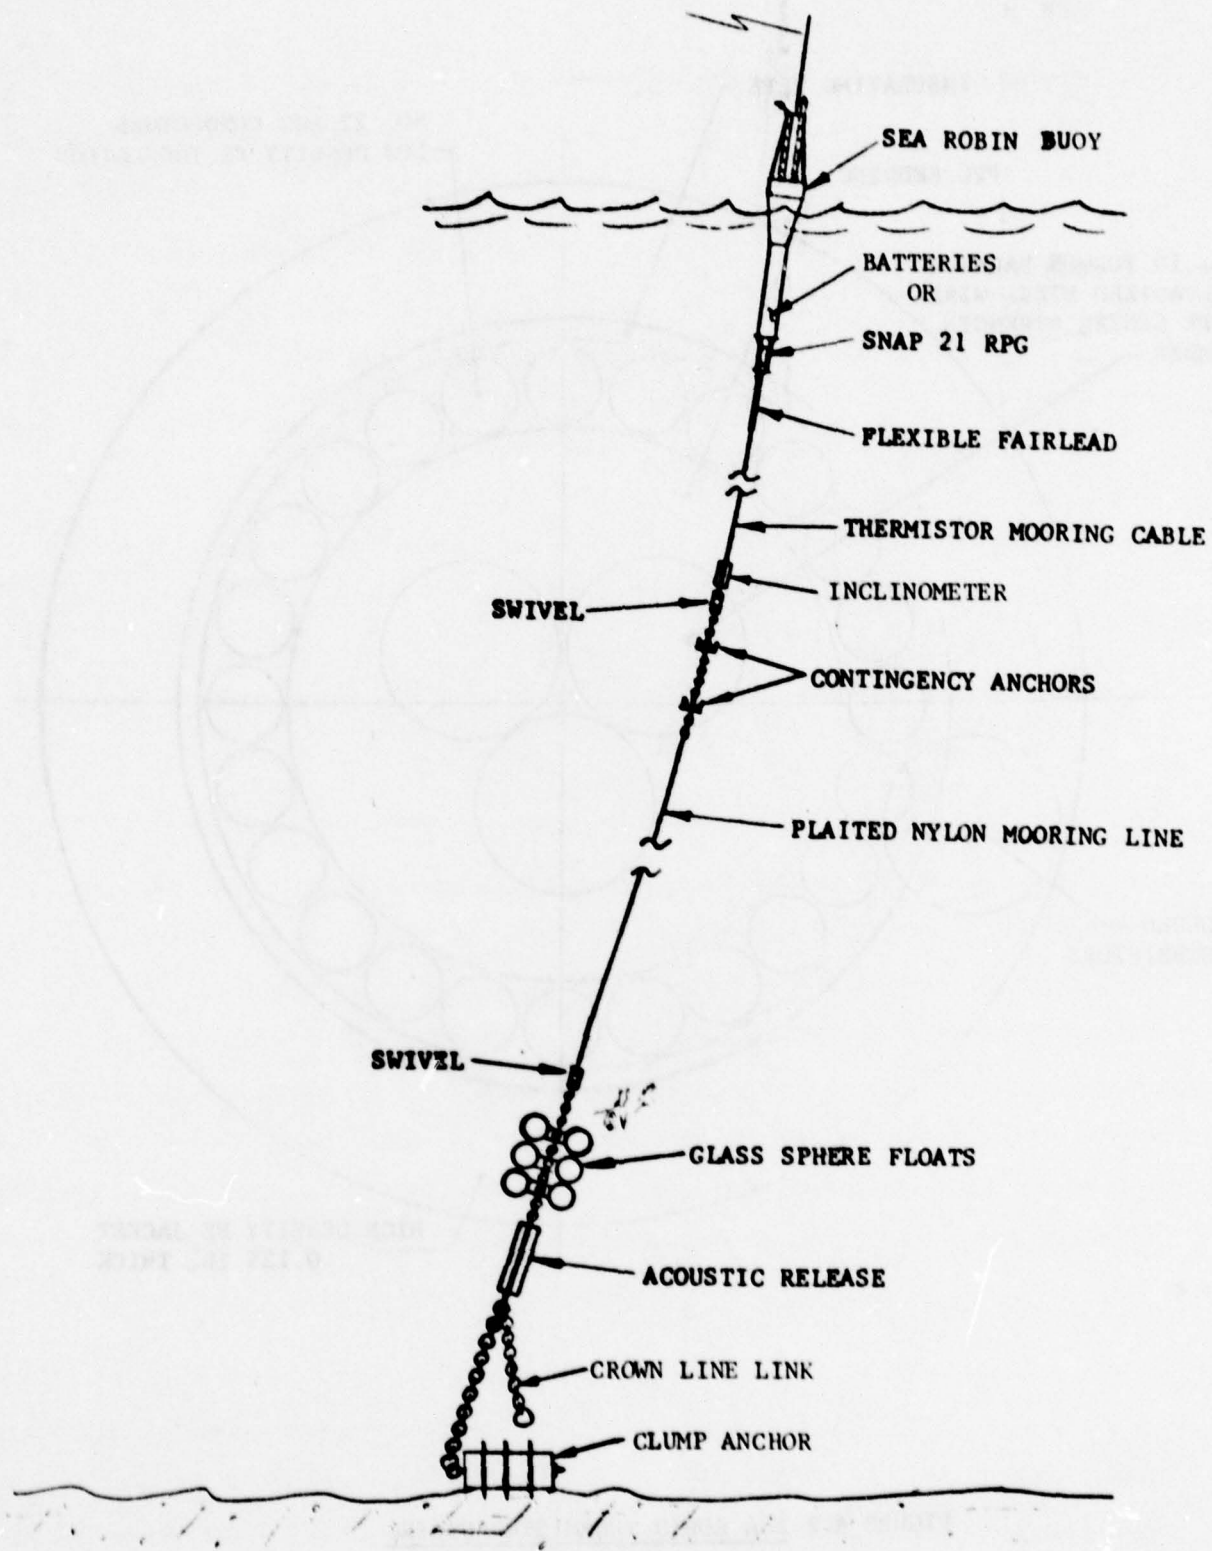 SEA ROBIN BUOY
BATTERIES
OR
SNAP 21 RPG
FLEXIBLE FAIRLEAD
THERMISTOR MOORING CABLE
INCLINOMETER
SWIVEL
CONTINGENCY ANCHORS
PLAITED NYLON MOORING LINE
SWIVEL
GLASS SPHERE FLOATS
ACOUSTIC RELEASE
CROWN LINE LINK
CLUMP ANCHOR